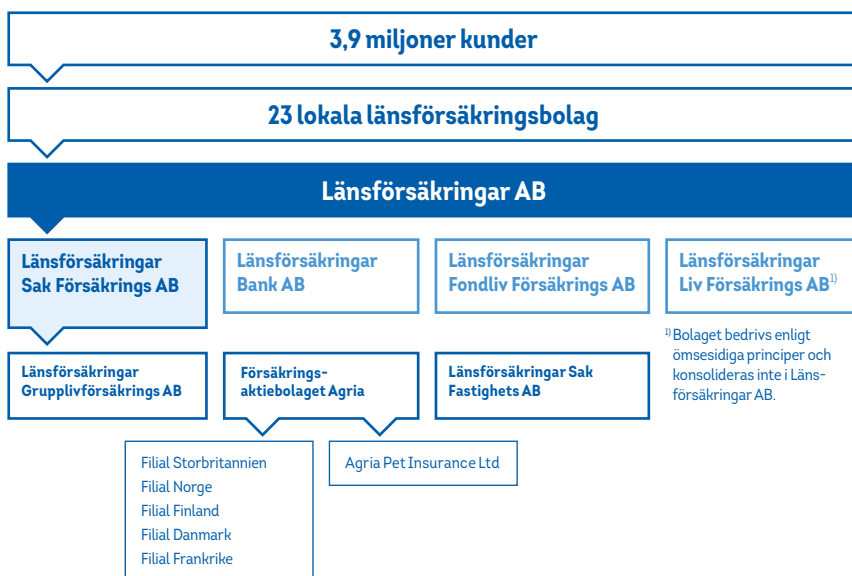 3,9 miljoner kunder
23 lokala länsförsäkringsbolag
Länsförsäkringar AB
Länsförsäkringar
Sak Försäkrings AB
Länsförsäkringar
Bank AB
Länsförsäkringar
Fondliv Försäkrings AB
Länsförsäkringar
Liv Försäkrings AB¹⁾
¹⁾ Bolaget bedrivs enligt
ömsesidiga principer och
konsolideras inte i Läns-
försäkringar AB.
Länsförsäkringar
Grupplivförsäkrings AB
Försäkrings-
aktiebolaget Agria
Länsförsäkringar Sak
Fastighets AB
Filial Storbritannien
Filial Norge
Filial Finland
Filial Danmark
Filial Frankrike
Agria Pet Insurance Ltd